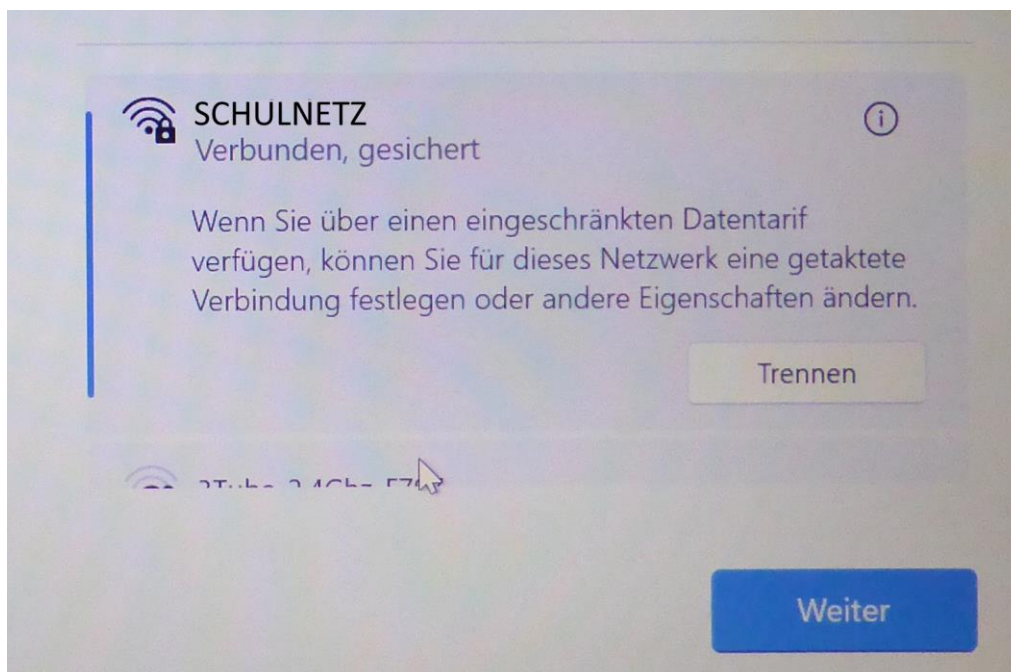 SCHULNETZ
Verbunden, gesichert
Wenn Sie über einen eingeschränkten Datentarif
verfügen, können Sie für dieses Netzwerk eine getaktete
Verbindung festlegen oder andere Eigenschaften ändern.
Trennen
Weiter